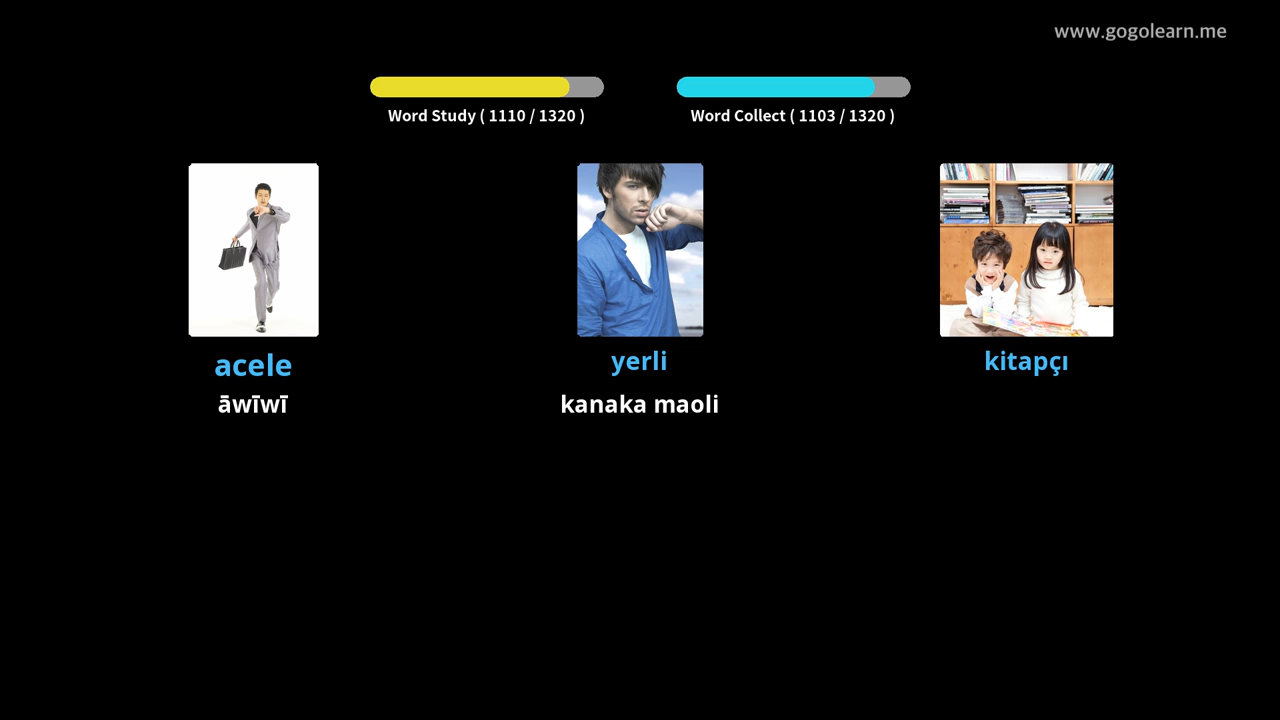 www.gogolearn.me
Word Study ( 1110 / 1320 )
Word Collect ( 1103 / 1320 )
acele
yerli
kitapçı
āwīwī
kanaka maoli